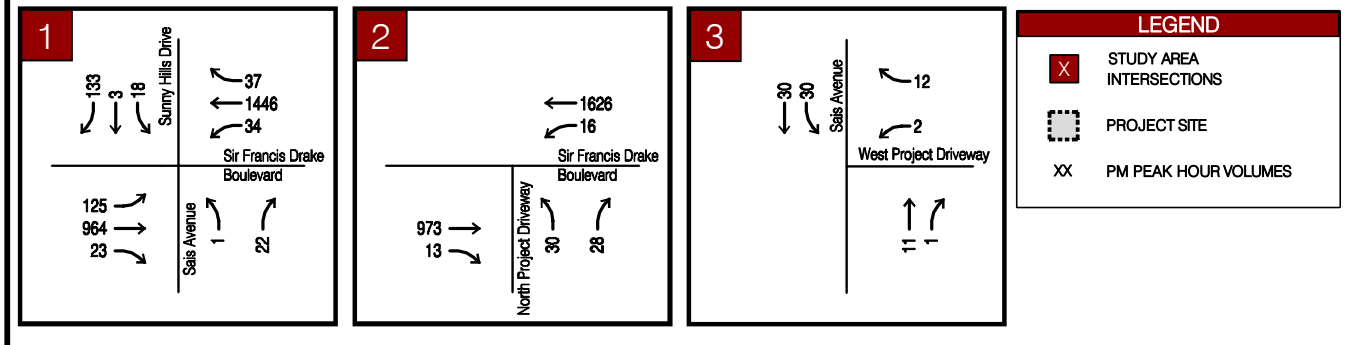 1
Sunny Hills Drive
133
3
18
37
1446
34
Sir Francis Drake
Boulevard
125
964
23
Sais Avenue
1
22
2
1626
16
Sir Francis Drake
Boulevard
973
13
North Project Driveway
30
28
3
30
30
Sais Avenue
12
2
West Project Driveway
11
1
LEGEND
X
STUDY AREA
INTERSECTIONS
PROJECT SITE
XX
PM PEAK HOUR VOLUMES